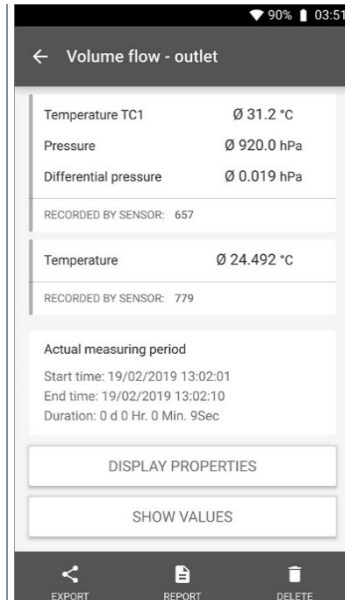 90% 03:51
Volume flow - outlet
Temperature TC1 Ø 31.2 °C
Pressure Ø 920.0 hPa
Differential pressure Ø 0.019 hPa
RECORDED BY SENSOR: 657
Temperature Ø 24.492 °C
RECORDED BY SENSOR: 779
Actual measuring period
Start time: 19/02/2019 13:02:01
End time: 19/02/2019 13:02:10
Duration: 0 d 0 Hr. 0 Min. 9Sec
DISPLAY PROPERTIES
SHOW VALUES
EXPORT REPORT DELETE